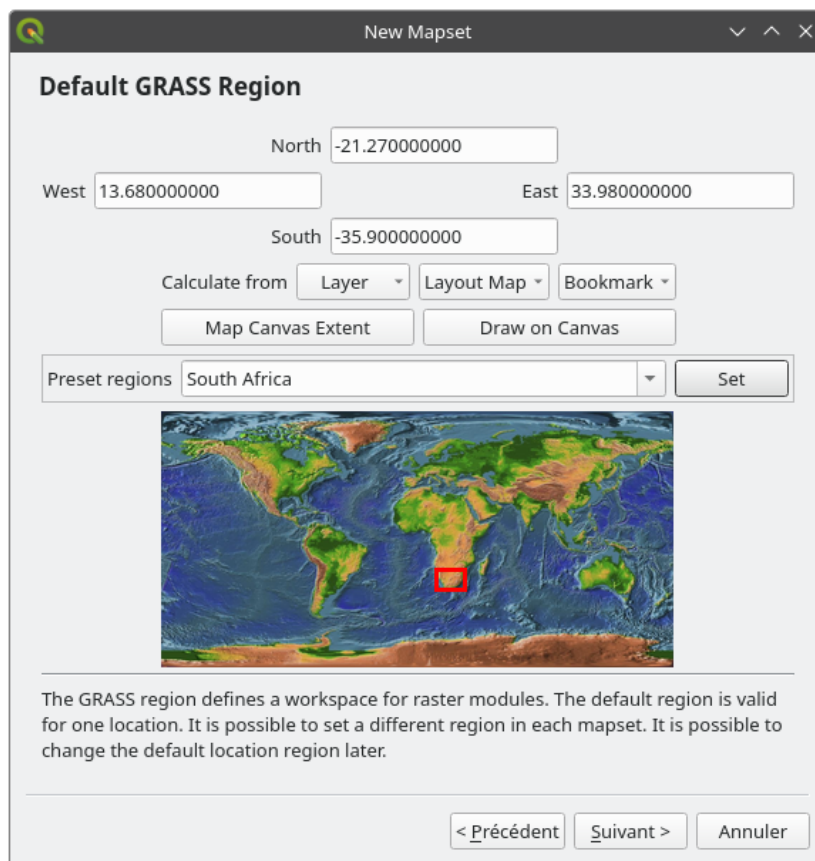 New Mapset
Default GRASS Region
North -21.270000000
West 13.680000000 East 33.980000000
South -35.900000000
Calculate from Layer Layout Map Bookmark
Map Canvas Extent Draw on Canvas
Preset regions South Africa Set
The GRASS region defines a workspace for raster modules. The default region is valid
for one location. It is possible to set a different region in each mapset. It is possible to
change the default location region later.
< Précédent Suivant > Annuler